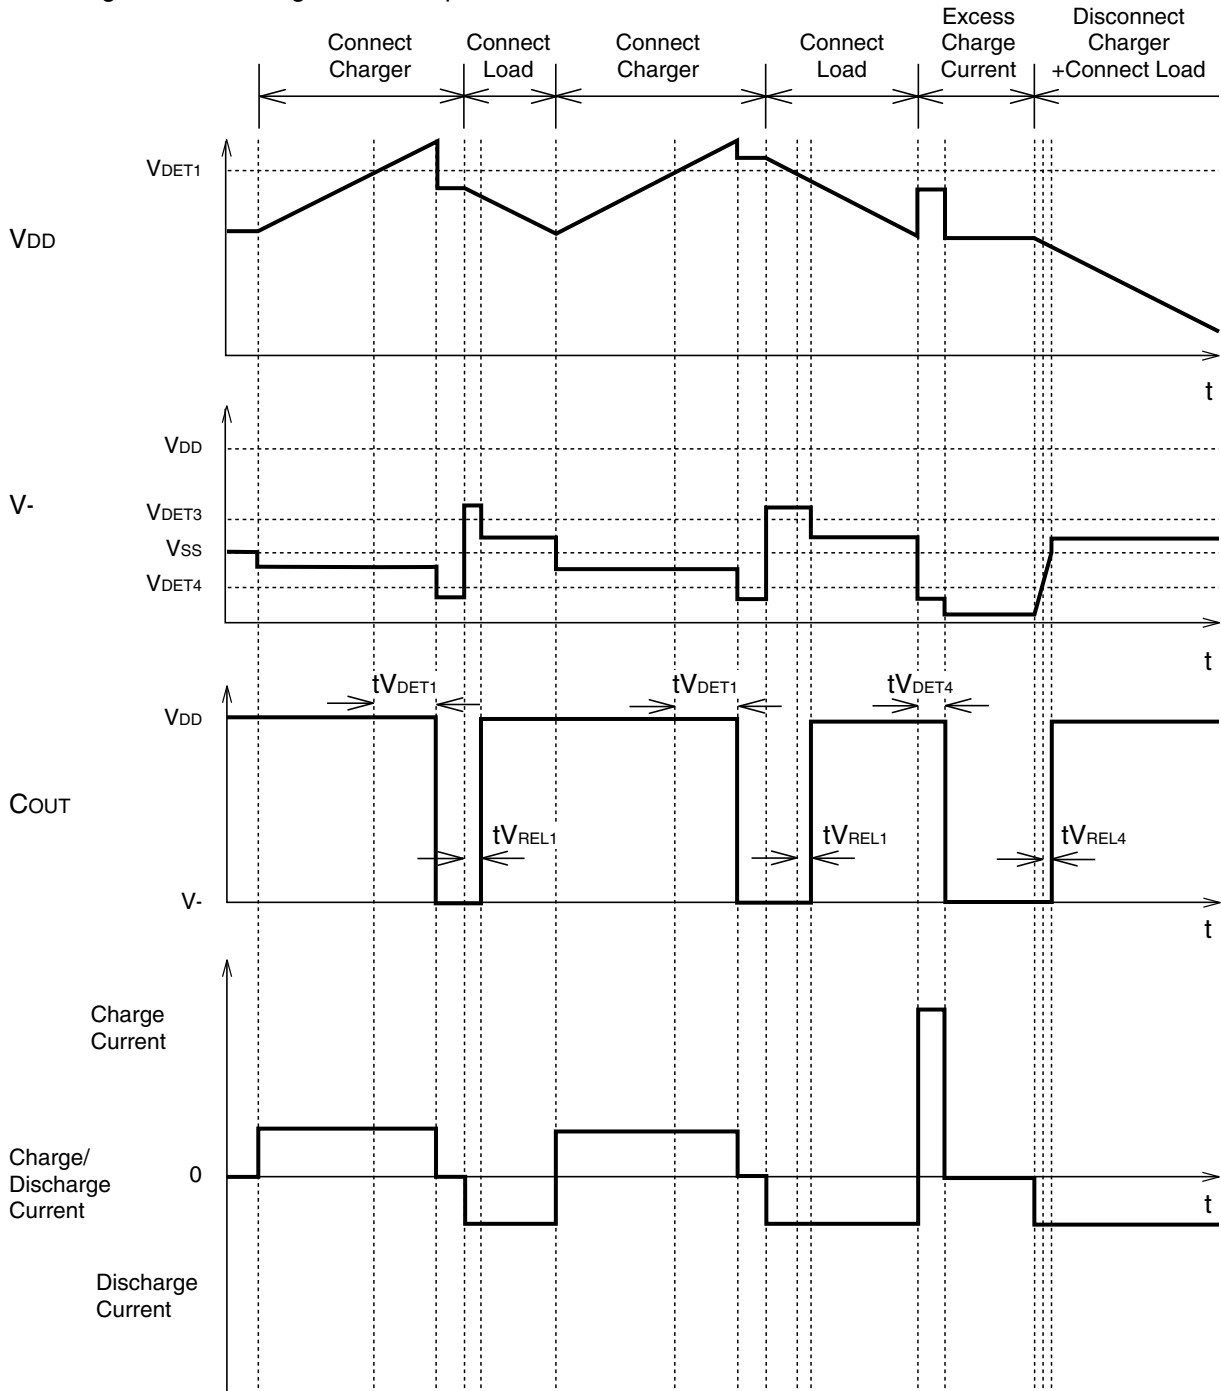 Connect
Charger
Connect
Load
Connect
Charger
Connect
Load
Excess
Charge
Current
Disconnect
Charger
+Connect Load
VDET1
VDD
t
VDD
V-
VDET3
VSS
VDET4
t
tVDET1
tVDET1
tVDET4
VDD
COUT
tVREL1
tVREL1
tVREL4
V-
t
Charge
Current
Charge/
Discharge
Current
0
t
Discharge
Current